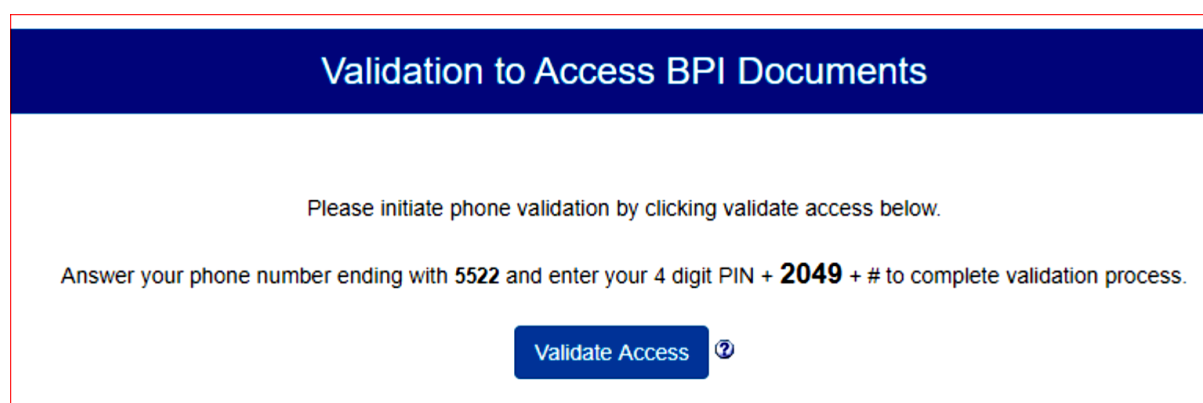 Validation to Access BPI Documents
Please initiate phone validation by clicking validate access below.
Answer your phone number ending with 5522 and enter your 4 digit PIN + 2049 + # to complete validation process.
Validate Access ?